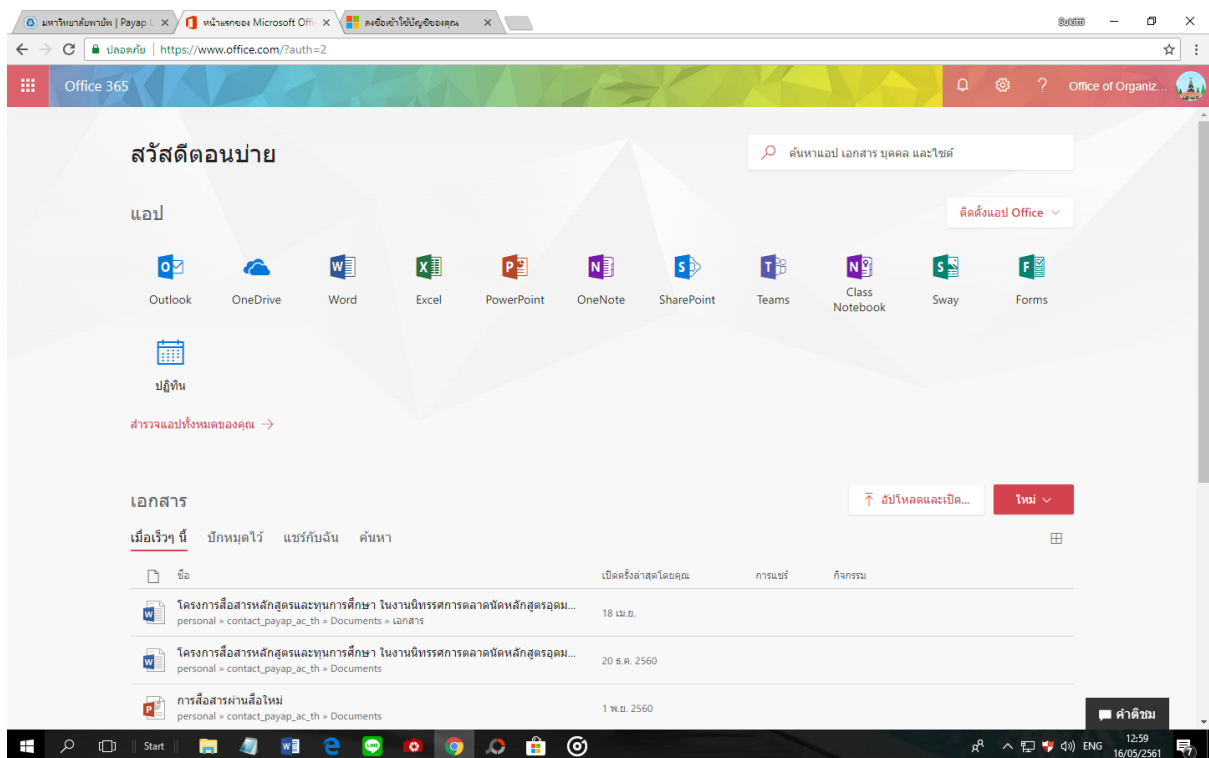 มหาวิทยาลัยพายัพ | Payap U
หน้าแรกของ Microsoft Offi
ลงชื่อเข้าใช้บัญชีของคุณ
ปลอดภัย | https://www.office.com/?auth=2
Office 365
? Office of Organiz...
สวัสดีตอนบ่าย
ค้นหาแอป เอกสาร บุคคล และไซต์
แอป
ติดตั้งแอป Office
Outlook OneDrive Word Excel PowerPoint OneNote SharePoint Teams Class Notebook Sway Forms
ปฏิทิน
สำรวจแอปทั้งหมดของคุณ →
เอกสาร
อัปโหลดและเปิด...
ใหม่
เมื่อเร็วๆ นี้ ปักหมุดไว้ แชร์กับฉัน ค้นหา
ชื่อ เปิดครั้งล่าสุดโดยคุณ การแชร์ กิจกรรม
โครงการสื่อสารหลักสูตรและทุนการศึกษา ในงานนิทรรศการตลาดนัดหลักสูตรอุดม...
personal » contact_payap_ac_th » Documents » เอกสาร
18 เม.ย.
โครงการสื่อสารหลักสูตรและทุนการศึกษา ในงานนิทรรศการตลาดนัดหลักสูตรอุดม...
personal » contact_payap_ac_th » Documents
20 ธ.ค. 2560
การสื่อสารผ่านสื่อใหม่
personal » contact_payap_ac_th » Documents
1 พ.ย. 2560
คำติชม
Start
ENG
12:59
16/05/2561